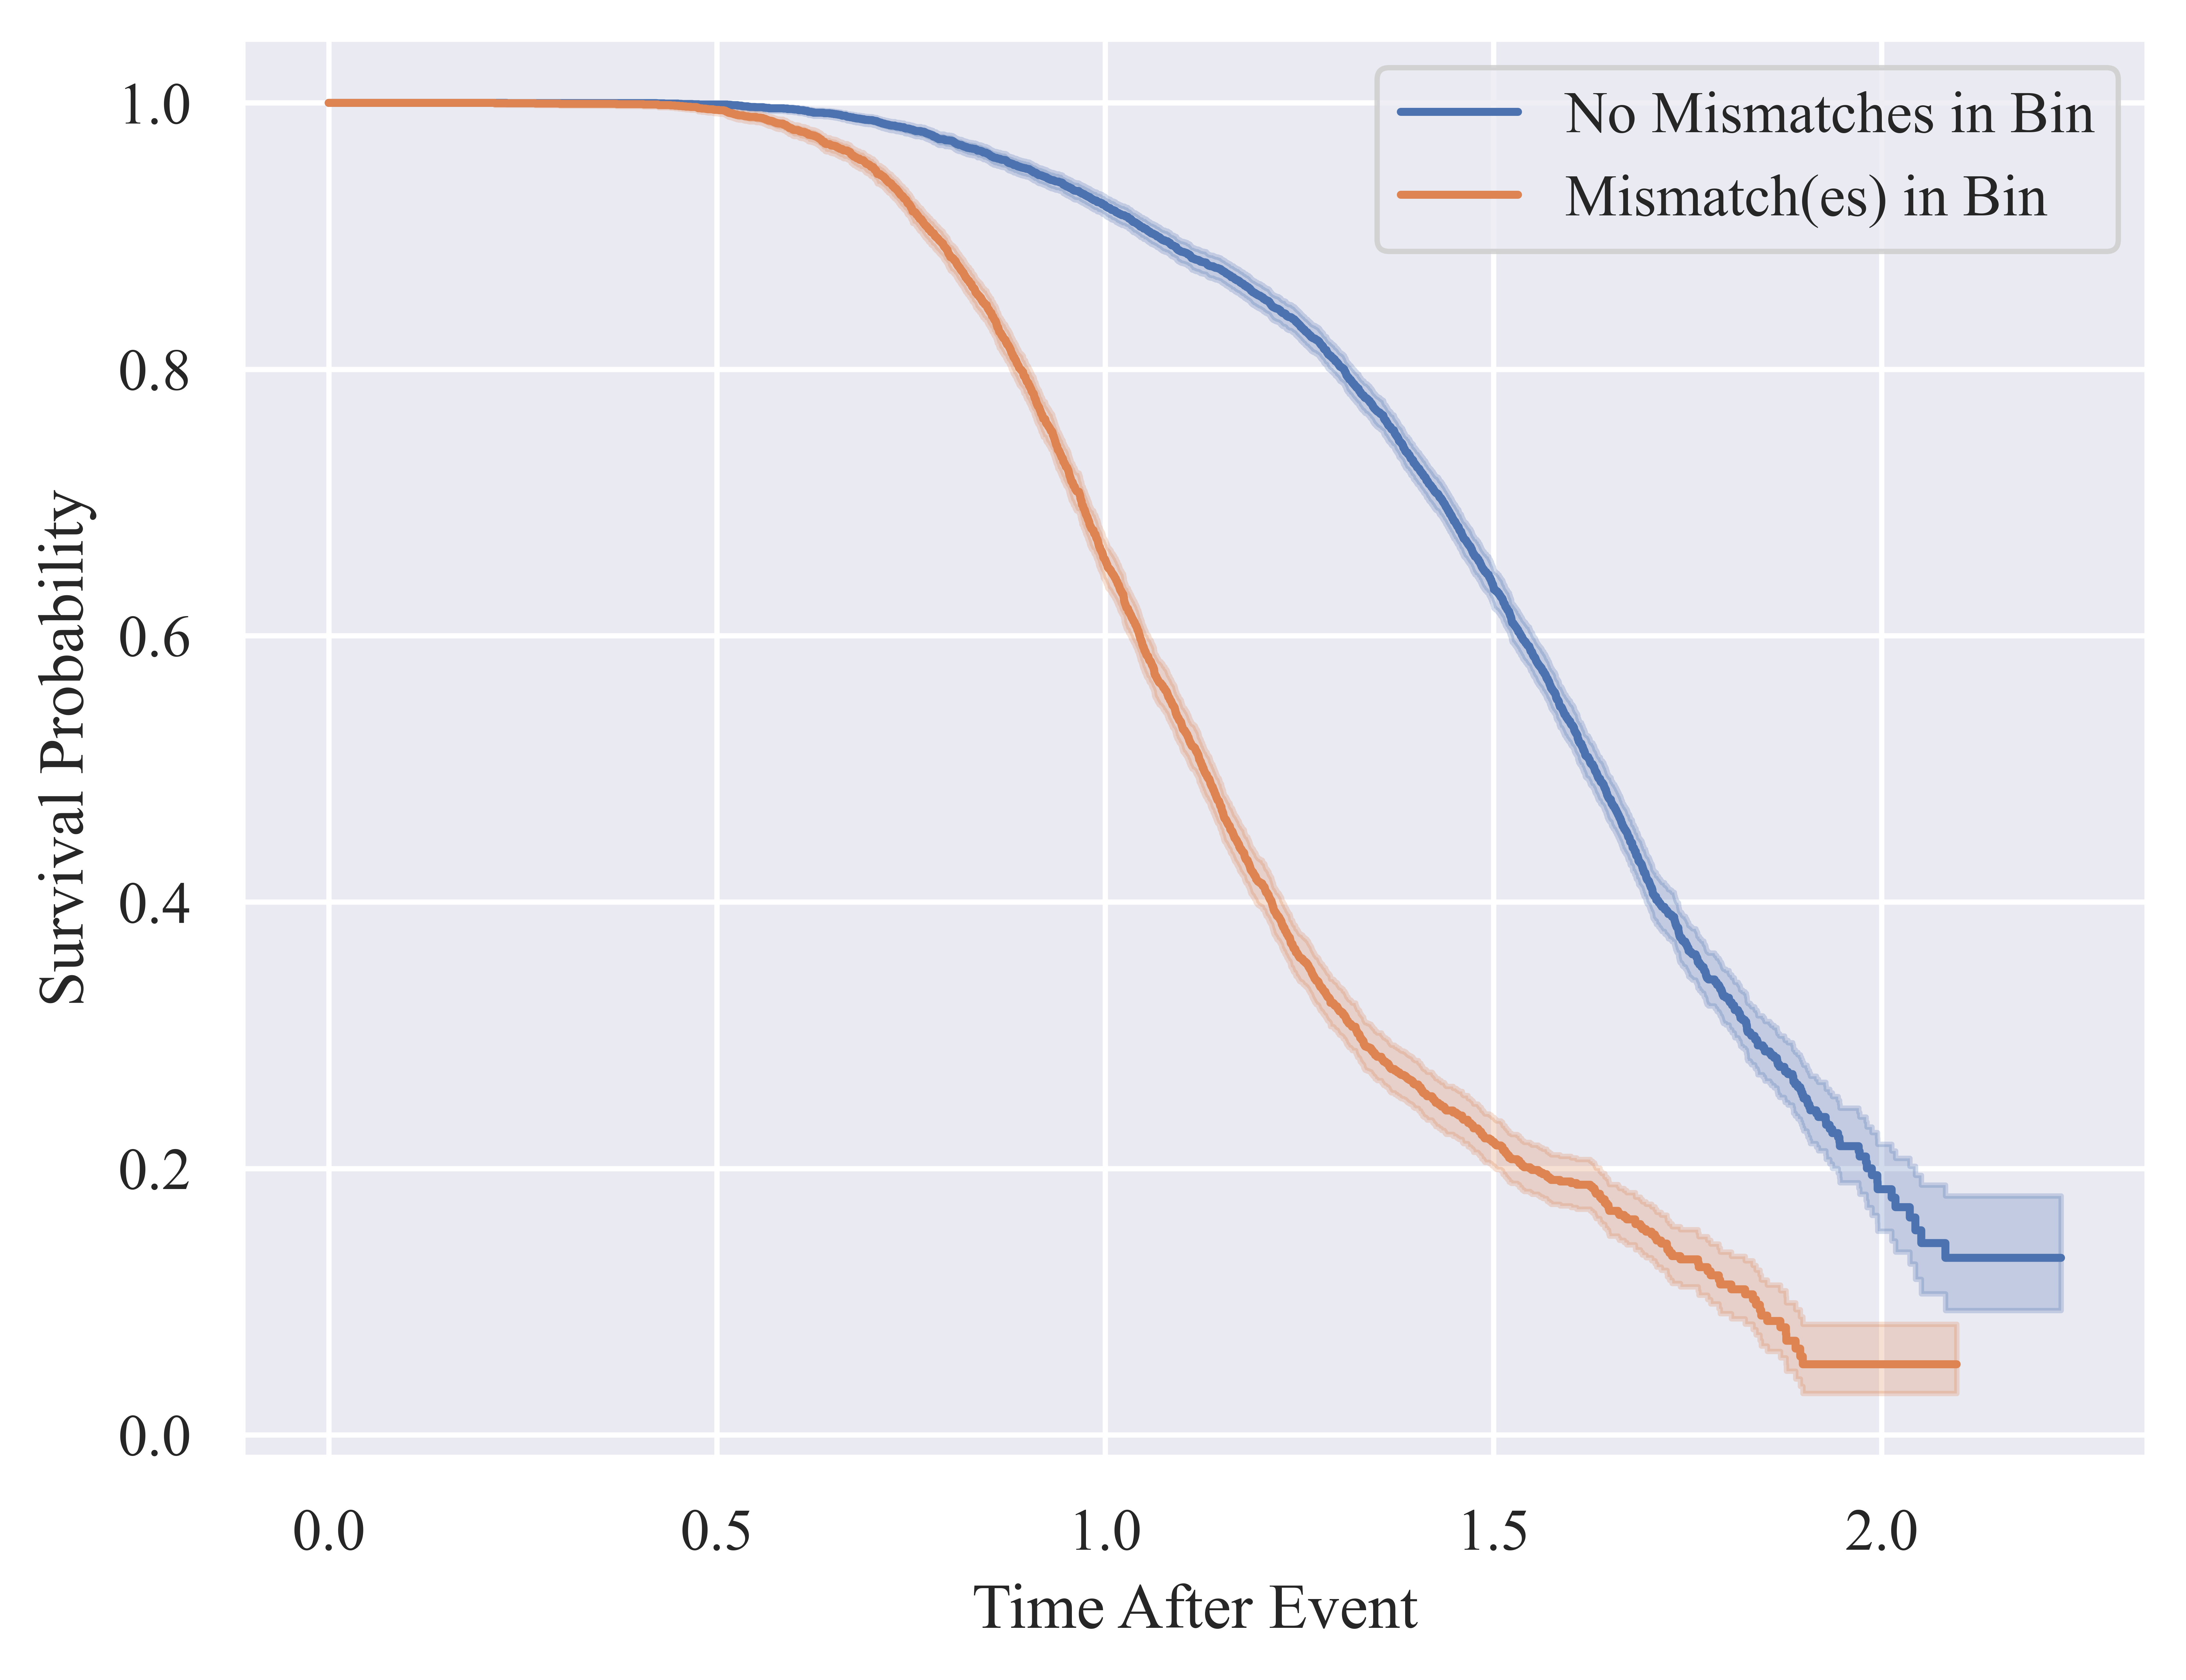 No Mismatches in Bin
Mismatch(es) in Bin
Survival Probability
1.0
0.8
0.6
0.4
0.2
0.0
0.0 0.5 1.0 1.5 2.0
Time After Event